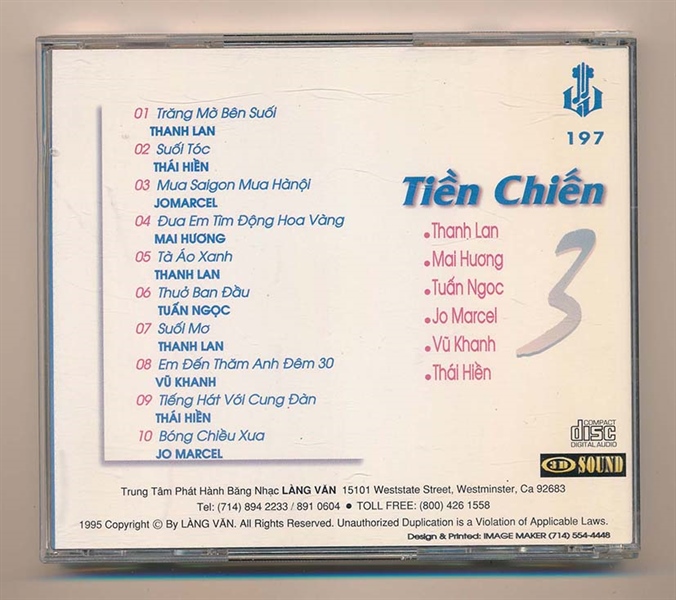 01 Trăng Mờ Bên Suối
THANH LAN
02 Suối Tóc
THÁI HIỀN
03 Mưa Saigon Mưa Hànội
JOMARCEL
04 Đưa Em Tìm Động Hoa Vàng
MAI HƯƠNG
05 Tà Áo Xanh
THANH LAN
06 Thuở Ban Đầu
TUẤN NGỌC
07 Suối Mơ
THANH LAN
08 Em Đến Thăm Anh Đêm 30
VŨ KHANH
09 Tiếng Hát Với Cung Đàn
THÁI HIỀN
10 Bóng Chiều Xưa
JO MARCEL
197
Tiền Chiến
3
.Thanh Lan
.Mai Hương
.Tuấn Ngọc
.Jo Marcel
.Vũ Khanh
.Thái Hiền
COMPACT
disc
DIGITAL AUDIO
3D SOUND
Trung Tâm Phát Hành Băng Nhạc LÀNG VĂN 15101 Weststate Street, Westminster, Ca 92683
Tel: (714) 894 2233 / 891 0604 ● TOLL FREE: (800) 426 1558
1995 Copyright © By LÀNG VĂN. All Rights Reserved. Unauthorized Duplication is a Violation of Applicable Laws.
Design & Printed: IMAGE MAKER (714) 554-4448